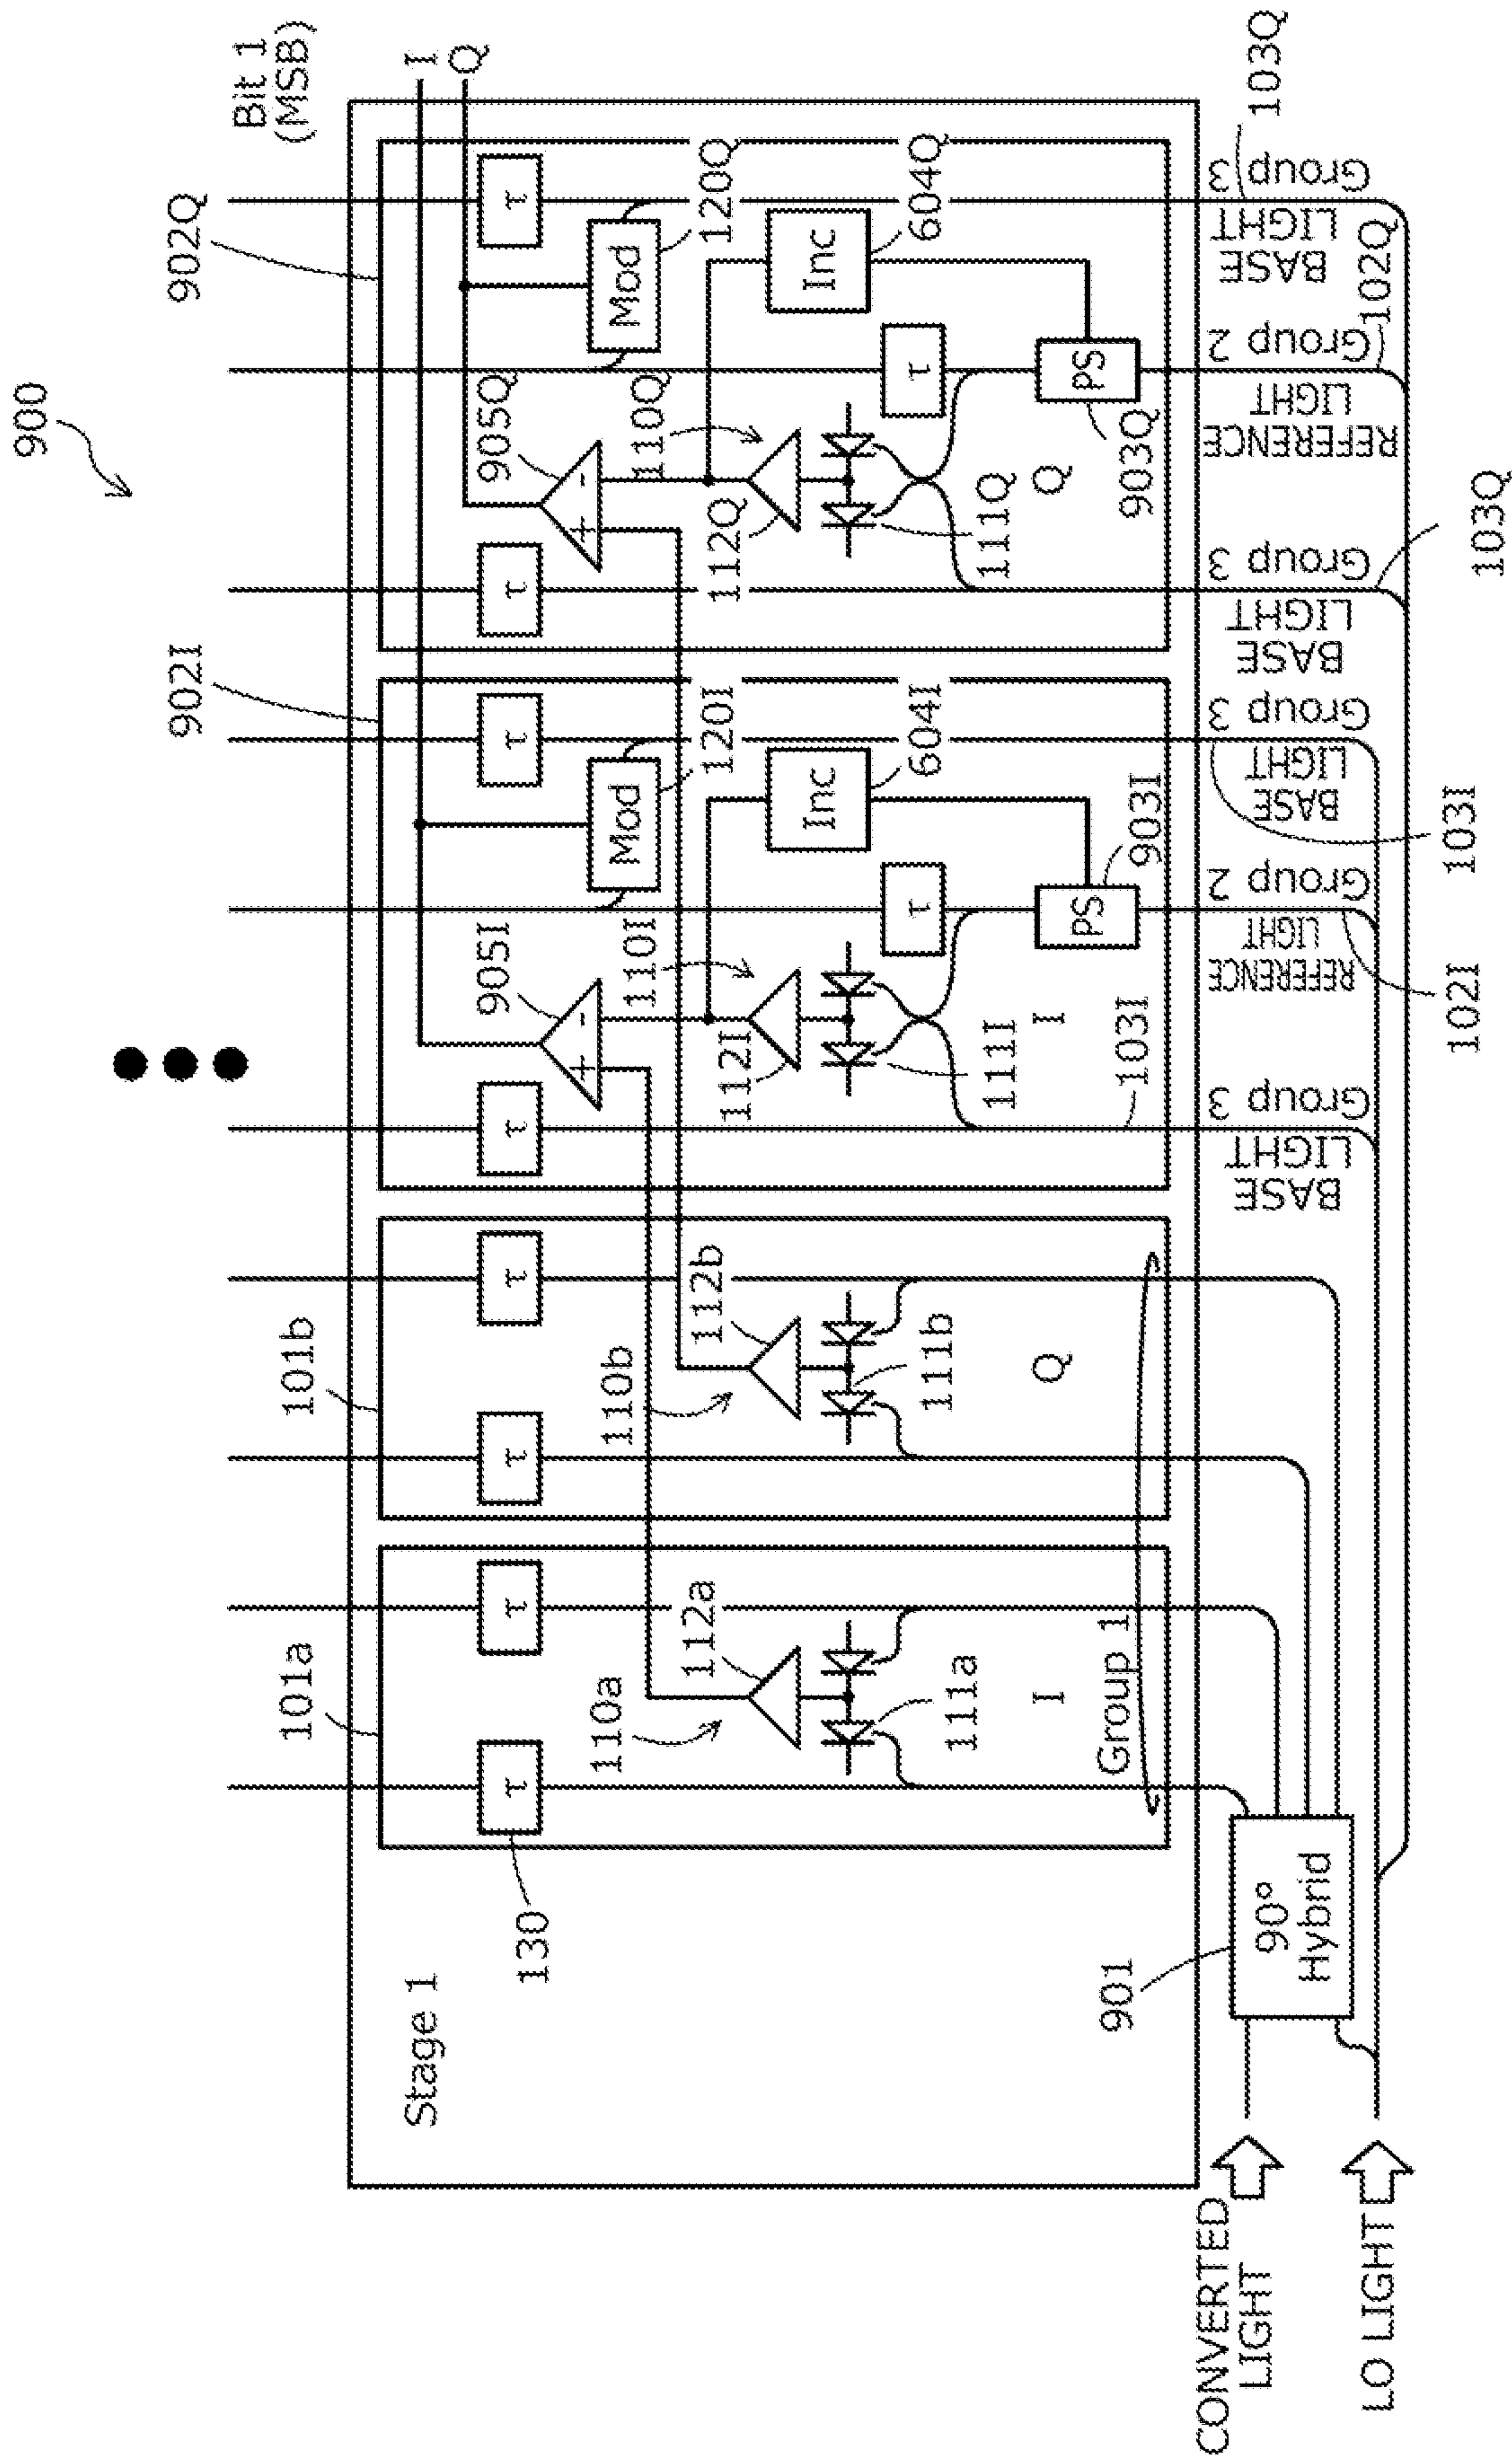 900
Bit 1
(MSB)
I
Q
Stage 1
101a
101b
902I
902Q
130
τ
τ
τ
τ
τ
τ
τ
τ
905I
905Q
+
-
+
-
Mod
Mod
120I
120Q
110a
112a
110b
112b
110I
112I
110Q
112Q
Inc
Inc
604I
604Q
τ
τ
111a
111b
111I
111Q
I
Q
I
Q
PS
PS
903I
903Q
103I
Group 1
901
90°
Hybrid
Group 3
BASE
LIGHT
Group 2
REFERENCE
LIGHT
Group 3
BASE
LIGHT
Group 3
BASE
LIGHT
Group 2
REFERENCE
LIGHT
Group 3
BASE
LIGHT
102I
103I
103Q
102Q
103Q
CONVERTED
LIGHT
LO LIGHT